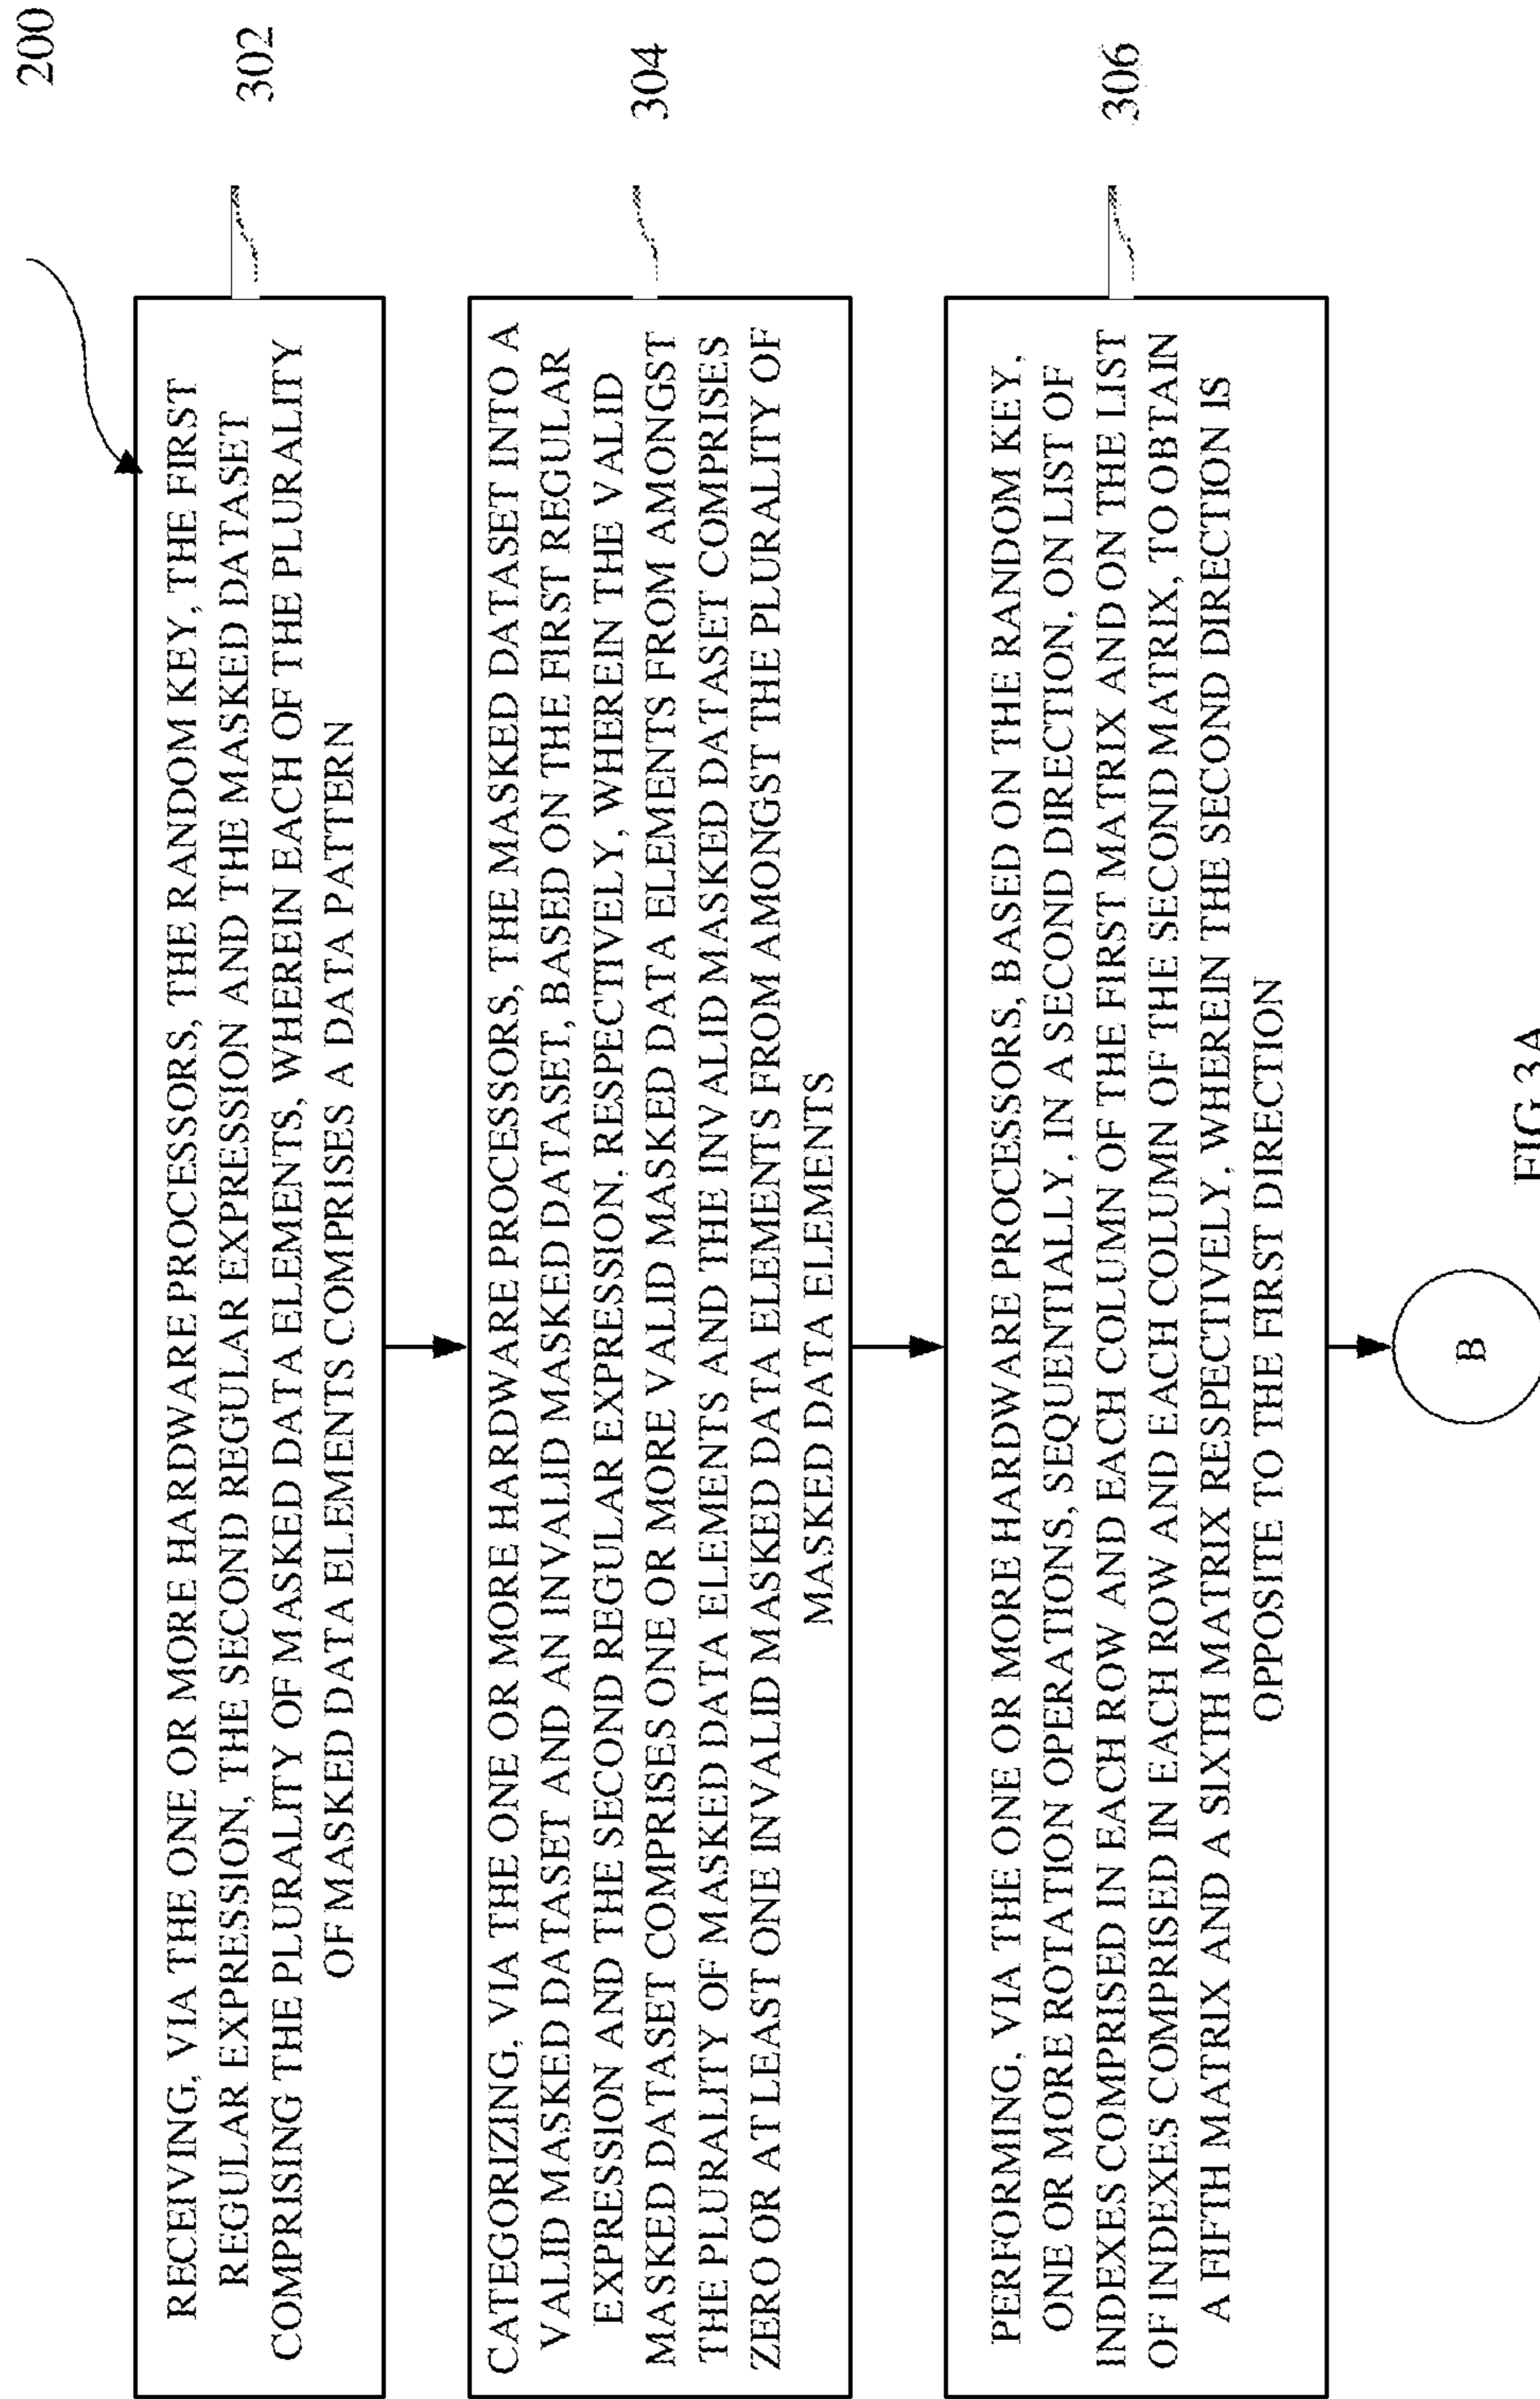 200
RECEIVING, VIA THE ONE OR MORE HARDWARE PROCESSORS, THE RANDOM KEY, THE FIRST
REGULAR EXPRESSION, THE SECOND REGULAR EXPRESSION AND THE MASKED DATASET
COMPRISING THE PLURALITY OF MASKED DATA ELEMENTS, WHEREIN EACH OF THE PLURALITY
OF MASKED DATA ELEMENTS COMPRISES A DATA PATTERN
302
CATEGORIZING, VIA THE ONE OR MORE HARDWARE PROCESSORS, THE MASKED DATASET INTO A
VALID MASKED DATASET AND AN INVALID MASKED DATASET, BASED ON THE FIRST REGULAR
EXPRESSION AND THE SECOND REGULAR EXPRESSION, RESPECTIVELY, WHEREIN THE VALID
MASKED DATASET COMPRISES ONE OR MORE VALID MASKED DATA ELEMENTS FROM AMONGST
THE PLURALITY OF MASKED DATA ELEMENTS AND THE INVALID MASKED DATASET COMPRISES
ZERO OR AT LEAST ONE INVALID MASKED DATA ELEMENTS FROM AMONGST THE PLURALITY OF
MASKED DATA ELEMENTS
304
PERFORMING, VIA THE ONE OR MORE HARDWARE PROCESSORS, BASED ON THE RANDOM KEY,
ONE OR MORE ROTATION OPERATIONS, SEQUENTIALLY, IN A SECOND DIRECTION, ON LIST OF
INDEXES COMPRISED IN EACH ROW AND EACH COLUMN OF THE FIRST MATRIX AND ON THE LIST
OF INDEXES COMPRISED IN EACH ROW AND EACH COLUMN OF THE SECOND MATRIX, TO OBTAIN
A FIFTH MATRIX AND A SIXTH MATRIX RESPECTIVELY, WHEREIN THE SECOND DIRECTION IS
OPPOSITE TO THE FIRST DIRECTION
306
B
FIG.3A